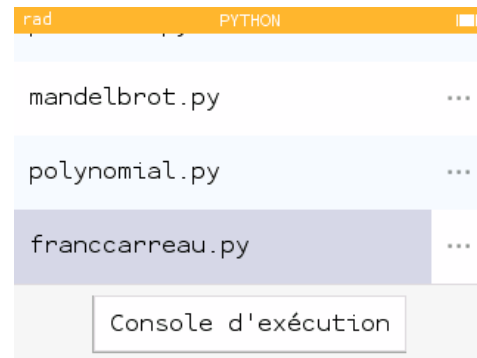 rad PYTHON
mandelbrot.py ...
polynomial.py ...
franccarreau.py ...
Console d'exécution